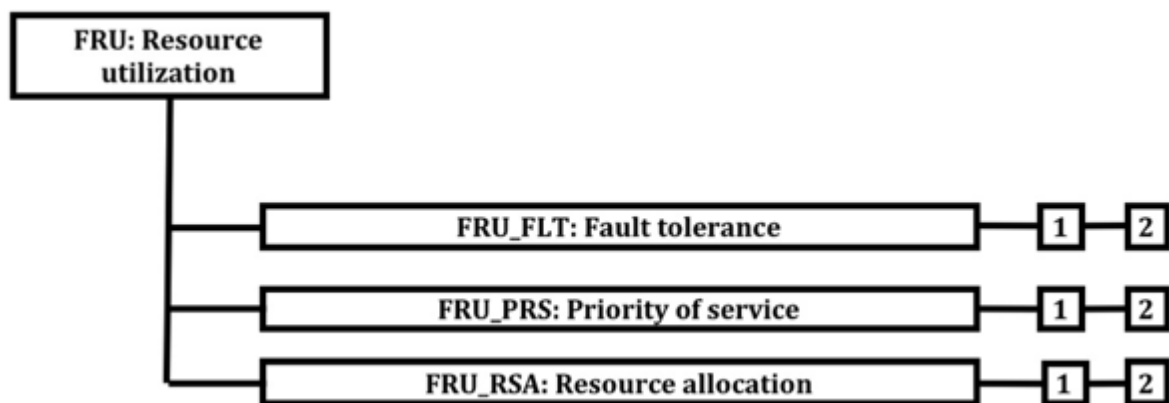 FRU: Resource
utilization
FRU_FLT: Fault tolerance 1 2
FRU_PRS: Priority of service 1 2
FRU_RSA: Resource allocation 1 2